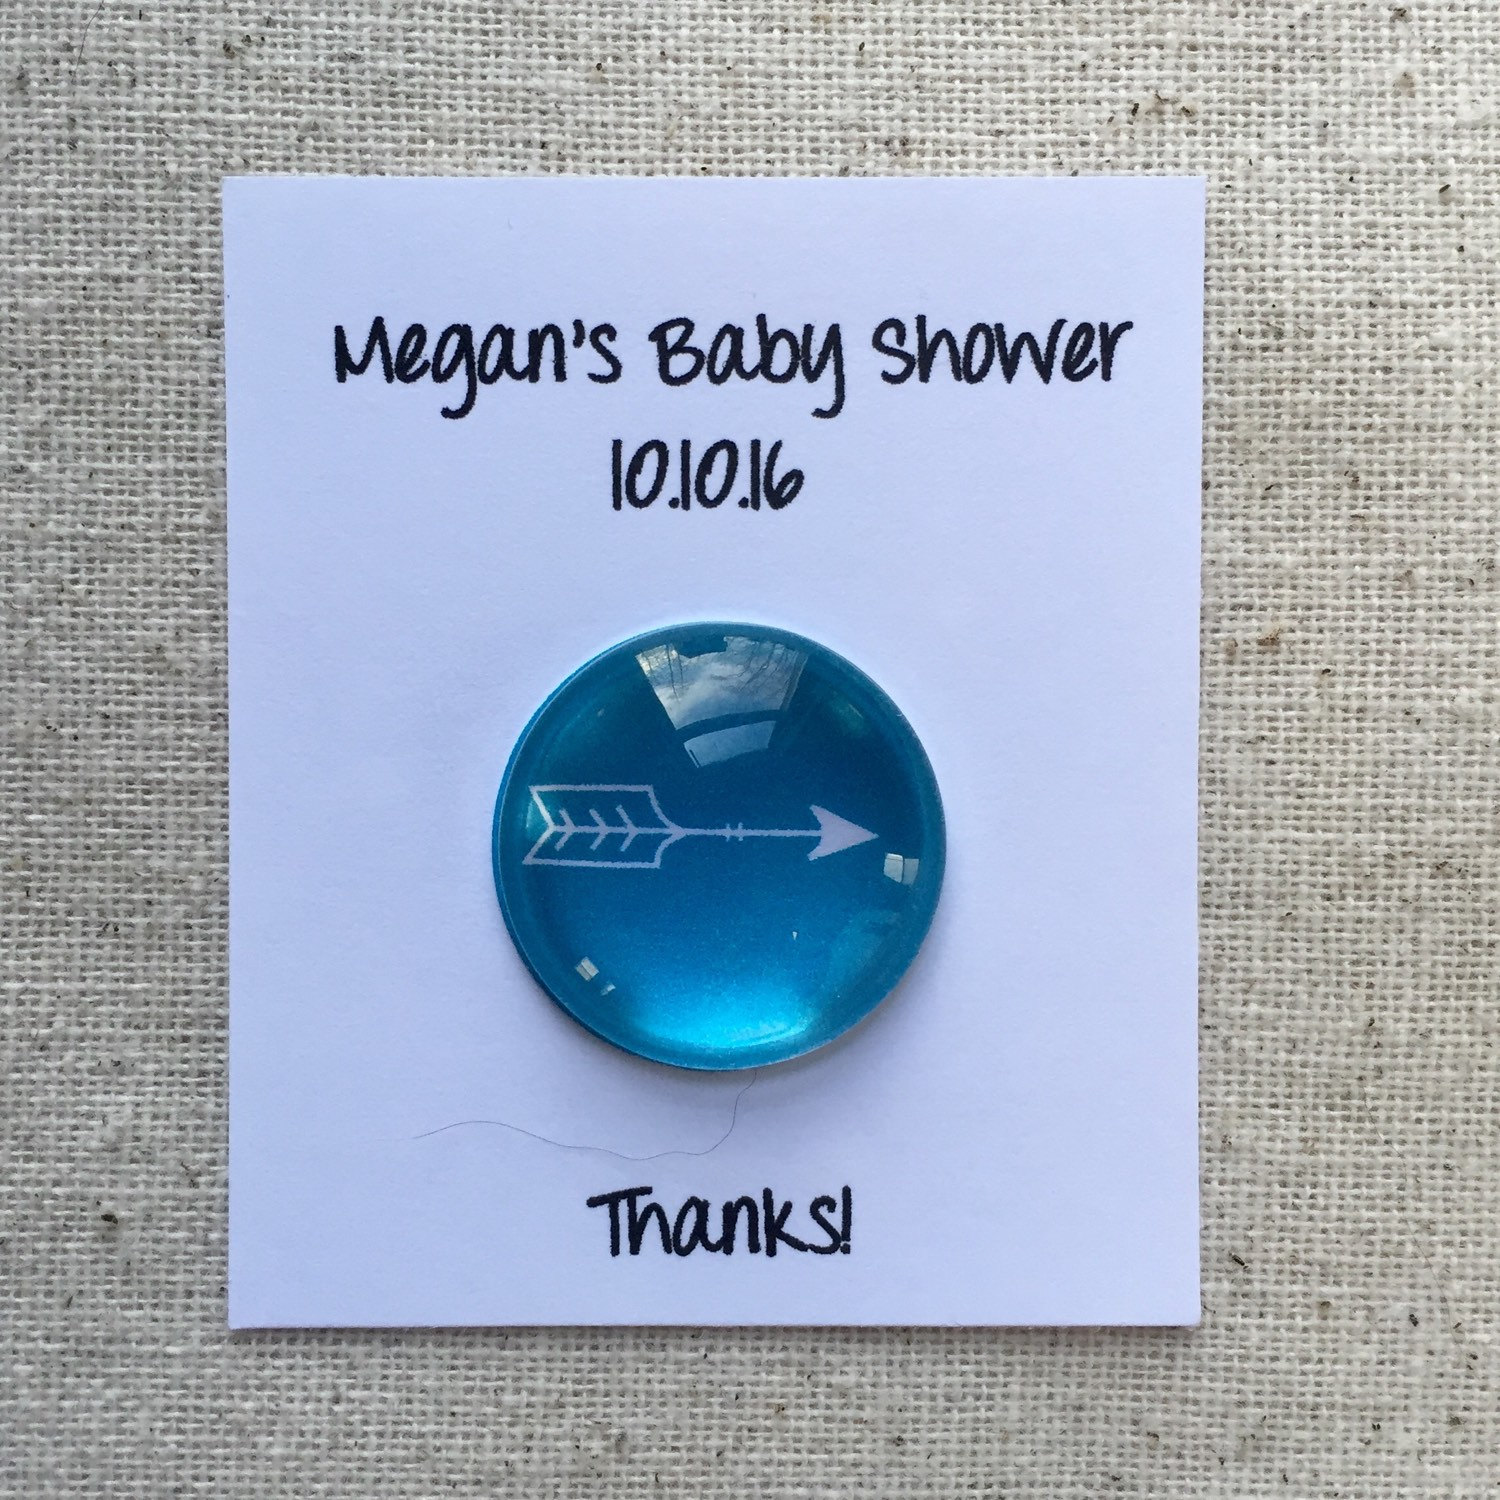 Megan's Baby Shower
10.10.16
Thanks!